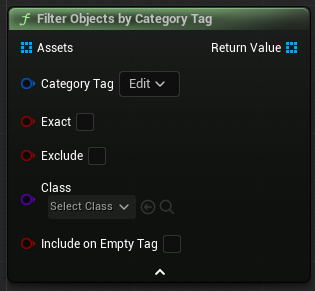 Filter Objects by Category Tag
Assets Return Value
Category Tag Edit
Exact
Exclude
Class
Select Class
Include on Empty Tag